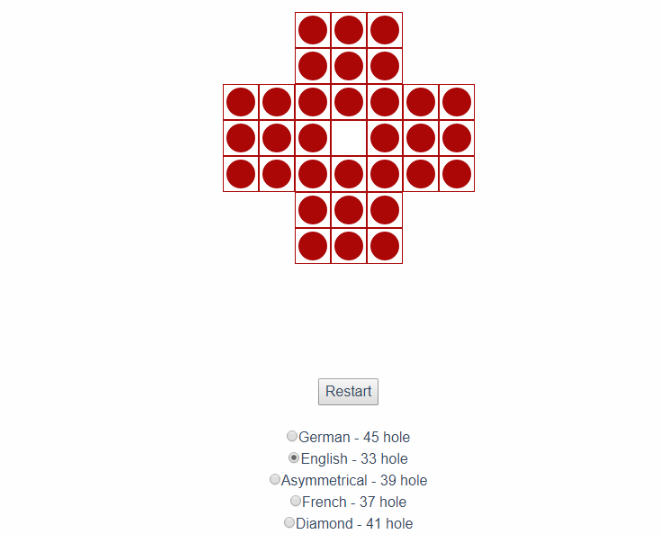 Restart
German - 45 hole
English - 33 hole
Asymmetrical - 39 hole
French - 37 hole
Diamond - 41 hole